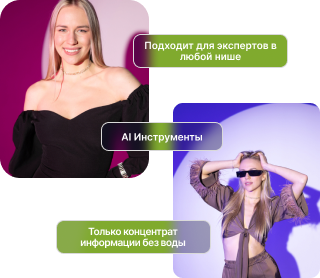 Подходит для экспертов в
любой нише
AI Инструменты
Только концентрат
информации без воды